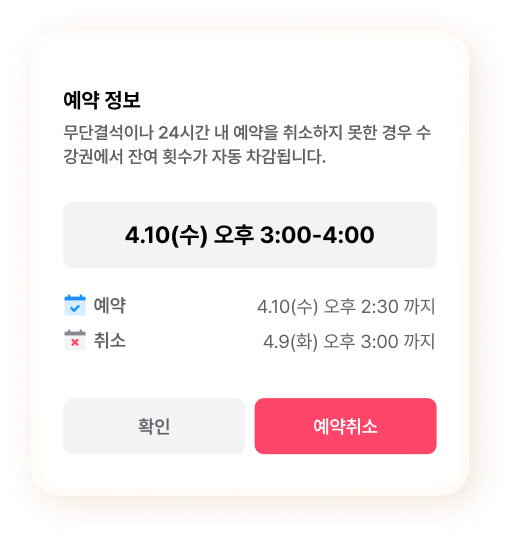 예약 정보
무단결석이나 24시간 내 예약을 취소하지 못한 경우 수
강권에서 잔여 횟수가 자동 차감됩니다.
4.10(수) 오후 3:00-4:00
예약 4.10(수) 오후 2:30 까지
취소 4.9(화) 오후 3:00 까지
확인 예약취소